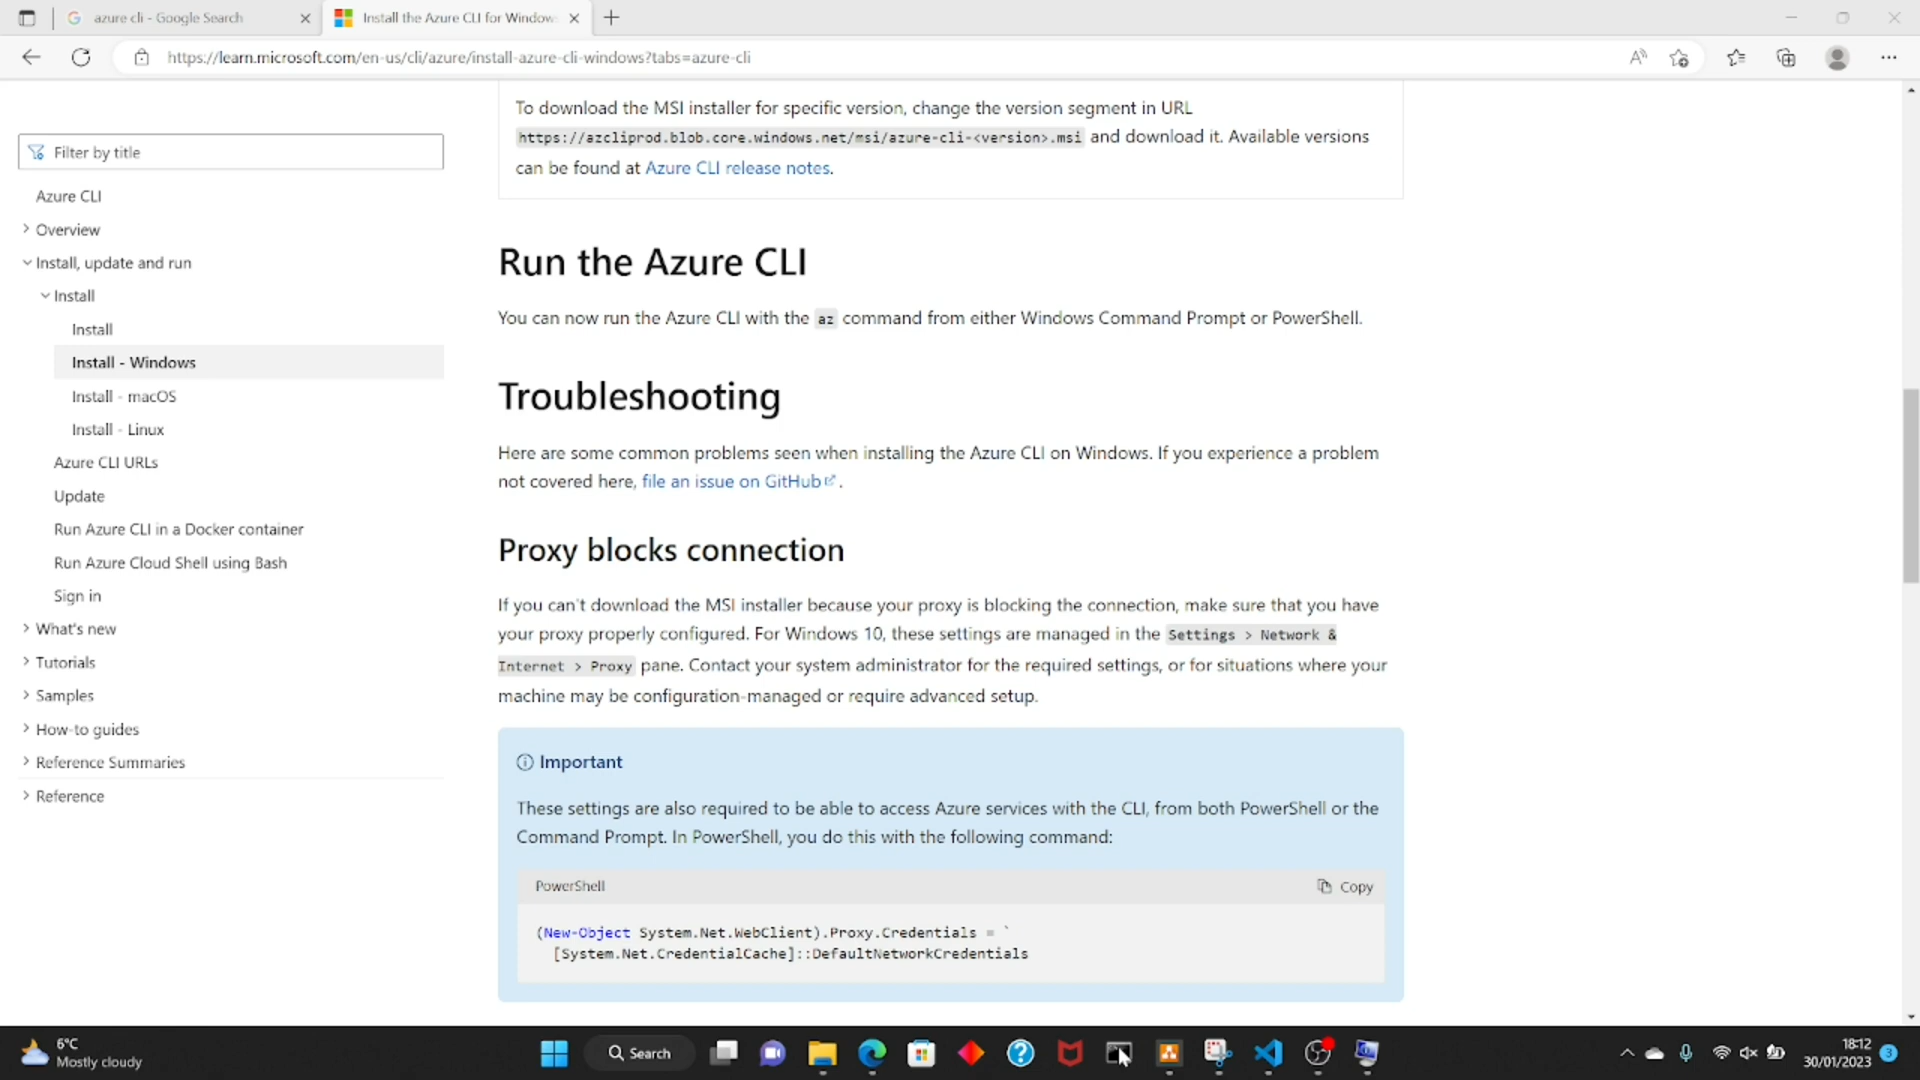 azure cli - Google Search
Install the Azure CLI for Window
https://learn.microsoft.com/en-us/cli/azure/install-azure-cli-windows?tabs=azure-cli
Filter by title
Azure CLI
Overview
Install, update and run
Install
Install
Install - Windows
Install - macOS
Install - Linux
Azure CLI URLs
Update
Run Azure CLI in a Docker container
Run Azure Cloud Shell using Bash
Sign in
What's new
Tutorials
Samples
How-to guides
Reference Summaries
Reference
To download the MSI installer for specific version, change the version segment in URL
https://azcliprod.blob.core.windows.net/msi/azure-cli-<version>.msi and download it. Available versions
can be found at Azure CLI release notes.
Run the Azure CLI
You can now run the Azure CLI with the az command from either Windows Command Prompt or PowerShell.
Troubleshooting
Here are some common problems seen when installing the Azure CLI on Windows. If you experience a problem
not covered here, file an issue on GitHub.
Proxy blocks connection
If you can't download the MSI installer because your proxy is blocking the connection, make sure that you have
your proxy properly configured. For Windows 10, these settings are managed in the Settings > Network &
Internet > Proxy pane. Contact your system administrator for the required settings, or for situations where your
machine may be configuration-managed or require advanced setup.
Important
These settings are also required to be able to access Azure services with the CLI, from both PowerShell or the
Command Prompt. In PowerShell, you do this with the following command:
PowerShell
Copy
(New-Object System.Net.WebClient).Proxy.Credentials = `
[System.Net.CredentialCache]::DefaultNetworkCredentials
6°C
Mostly cloudy
Search
18:12
30/01/2023
3